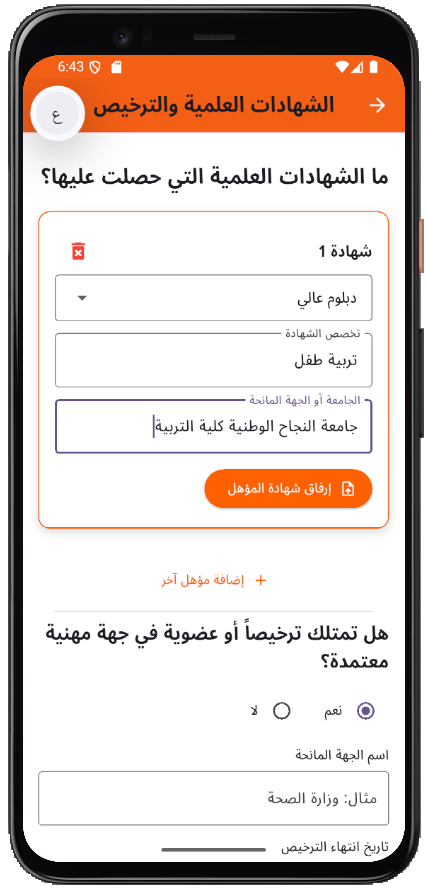 6:43
الشهادات العلمية والترخيص
ع
ما الشهادات العلمية التي حصلت عليها؟
شهادة 1
دبلوم عالي
تخصص الشهادة
تربية طفل
الجامعة أو الجهة المانحة
جامعة النجاح الوطنية كلية التربية
إرفاق شهادة المؤهل
+ إضافة مؤهل آخر
هل تمتلك ترخيصاً أو عضوية في جهة مهنية
معتمدة؟
نعم لا
اسم الجهة المانحة
مثال: وزارة الصحة
تاريخ انتهاء الترخيص